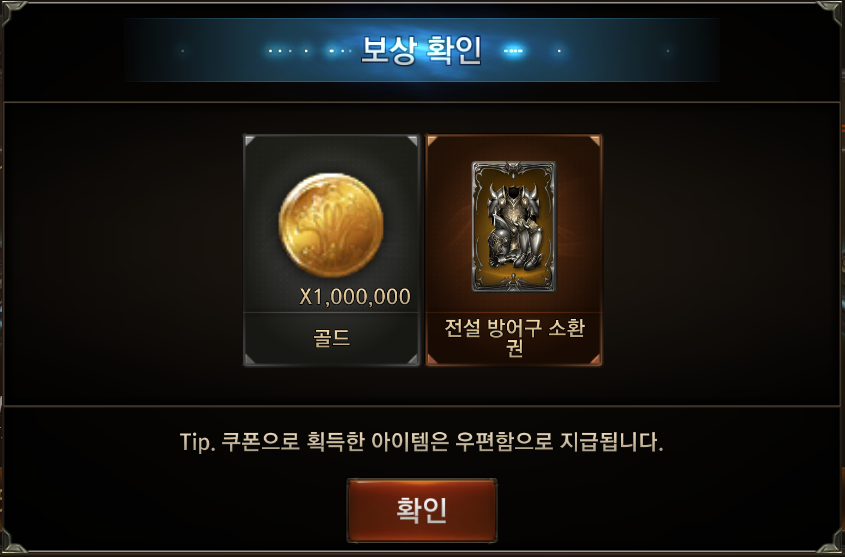 보상 확인
X1,000,000
골드
전설 방어구 소환
권
Tip. 쿠폰으로 획득한 아이템은 우편함으로 지급됩니다.
확인